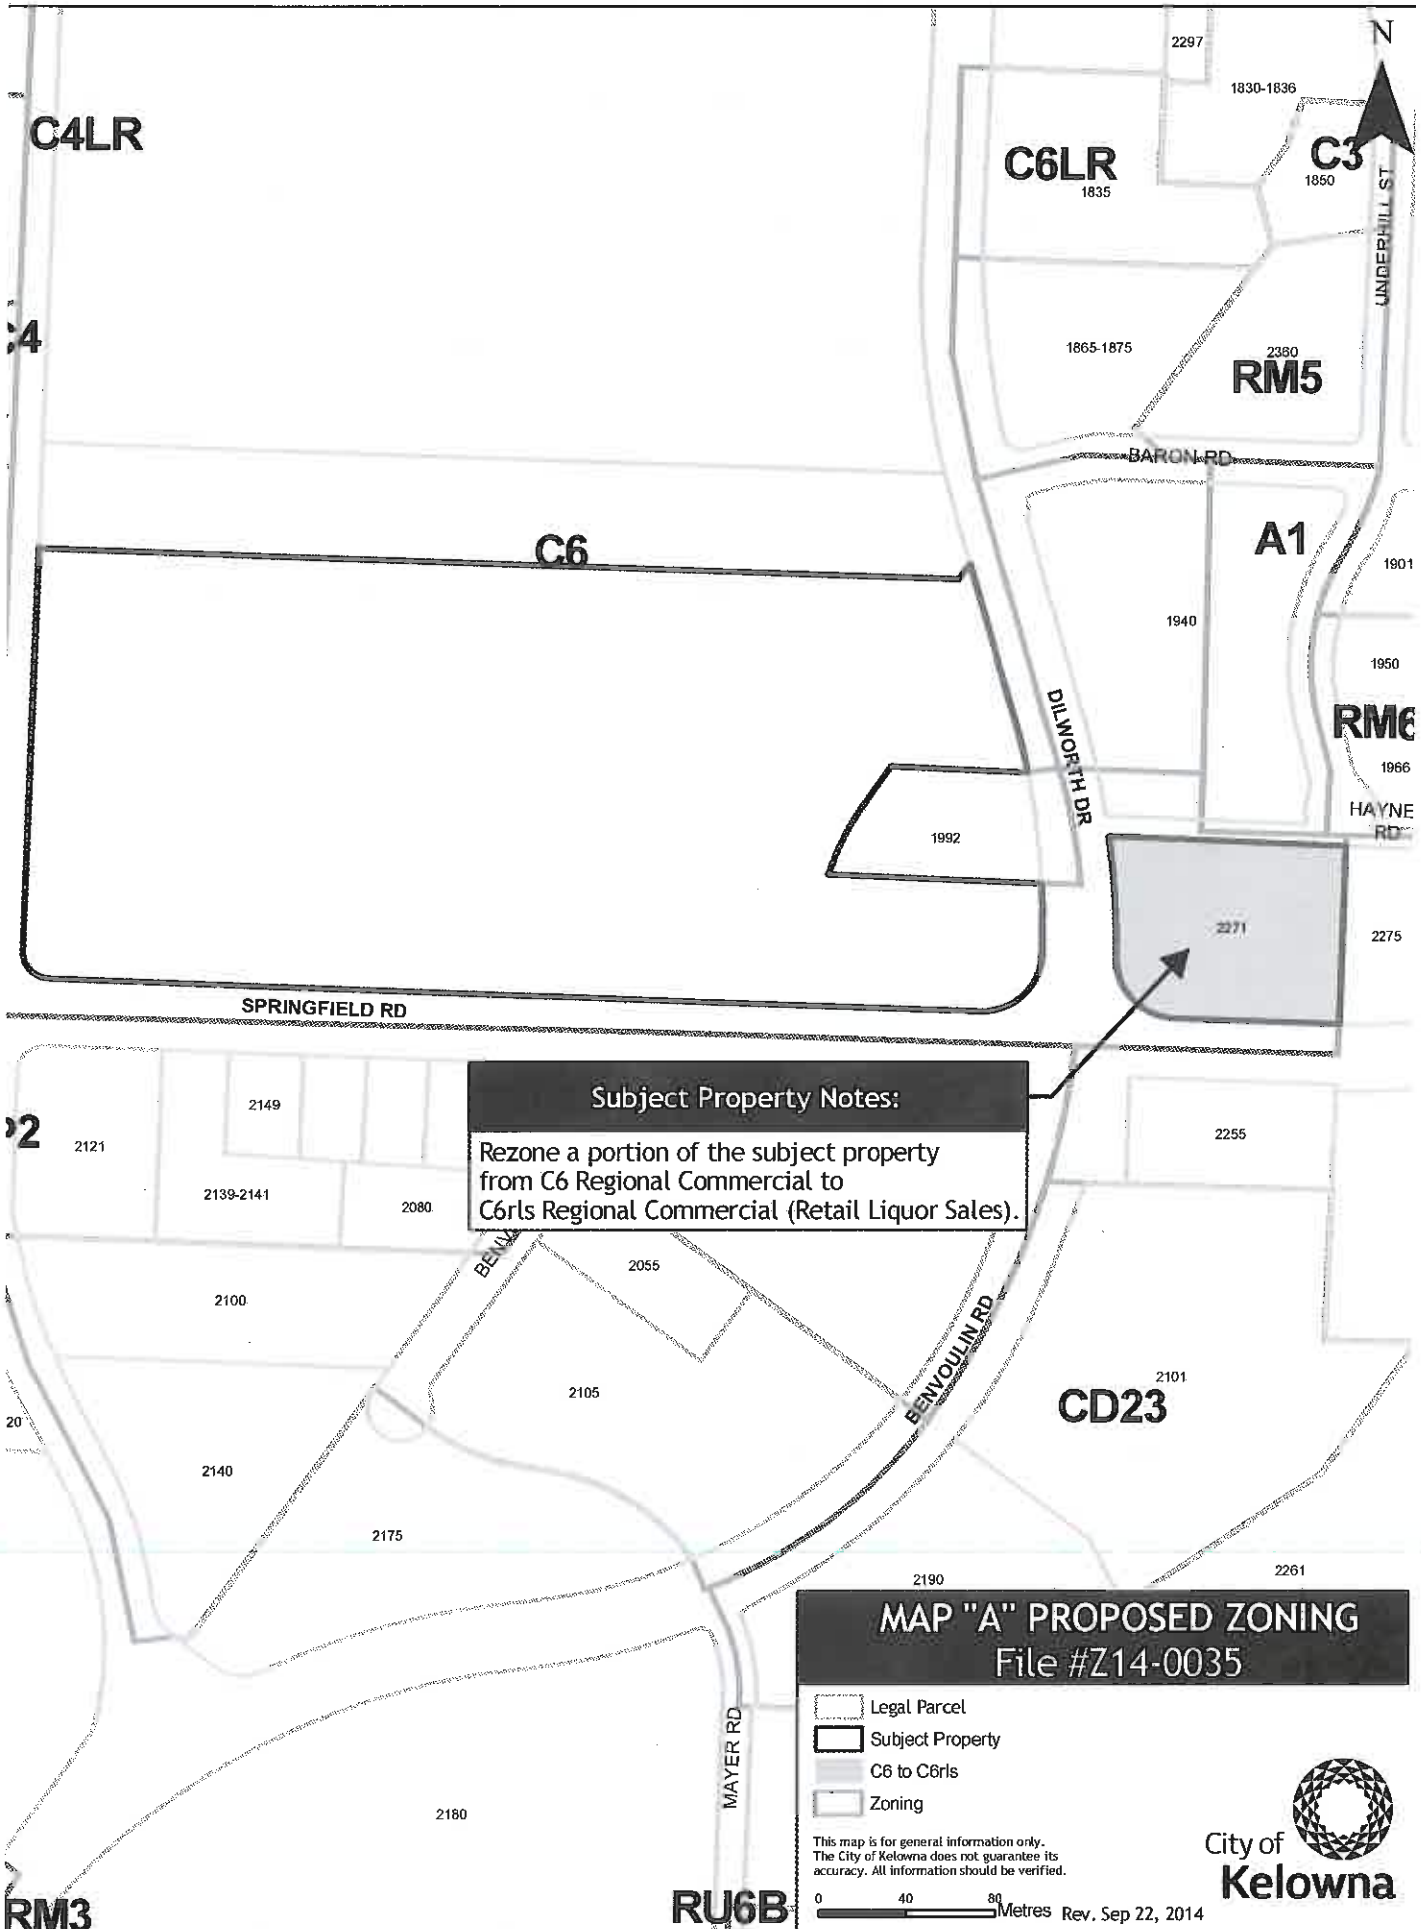 N
2297
1830-1836
C4LR
C6LR
1835
C3
1850
UNDERHILL ST
1865-1875
2360
RM5
BARON RD
C6
A1
1901
1940
1950
DILWORTH DR
1966
HAYNE
RD
1992
2271
2275
SPRINGFIELD RD
2149
2121
2139-2141
2080
Subject Property Notes:
Rezone a portion of the subject property
from C6 Regional Commercial to
C6rls Regional Commercial (Retail Liquor Sales).
2255
2055
2100
BENVOULIN RD
2105
2101
CD23
20
2140
2175
2190
2261
MAP "A" PROPOSED ZONING
File #Z14-0035
Legal Parcel
Subject Property
C6 to C6rls
Zoning
MAYER RD
2180
This map is for general information only.
The City of Kelowna does not guarantee its
accuracy. All information should be verified.
City of
Kelowna
0 40 80 Metres
Rev. Sep 22, 2014
RM3
RU6B